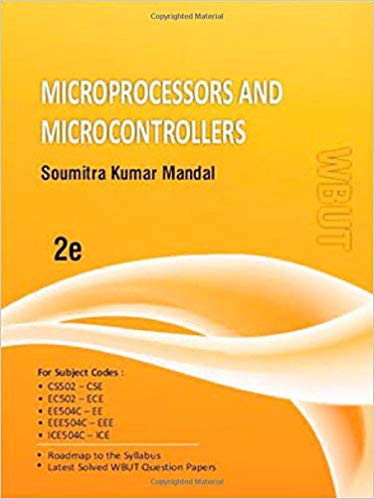 Copyrighted Material
MICROPROCESSORS AND
MICROCONTROLLERS
Soumitra Kumar Mandal
WBUT
2e
For Subject Codes :
• CS502 – CSE
• EC502 – ECE
• EE504C – EE
• EEE504C – EEE
• ICE504C – ICE
• Roadmap to the Syllabus
• Latest Solved WBUT Question Papers
Copyrighted Material